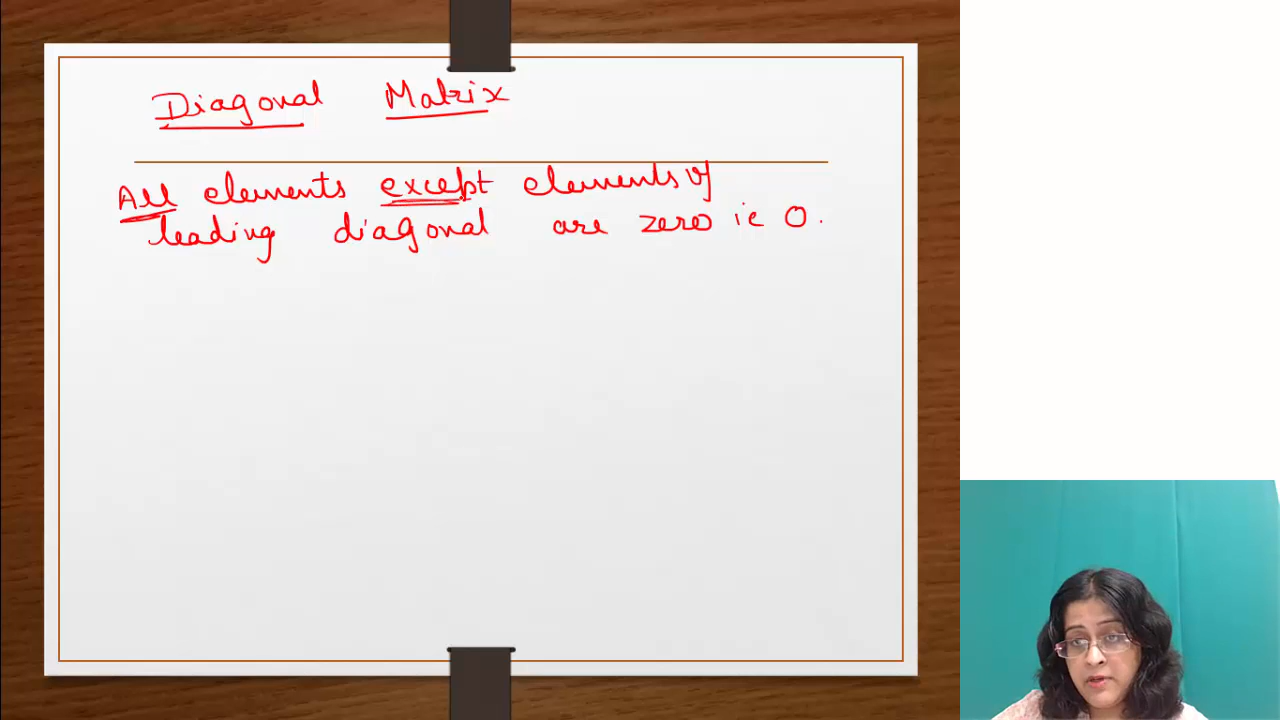 Diagonal Matrix
All elements except elements of
leading diagonal are zero ie 0.